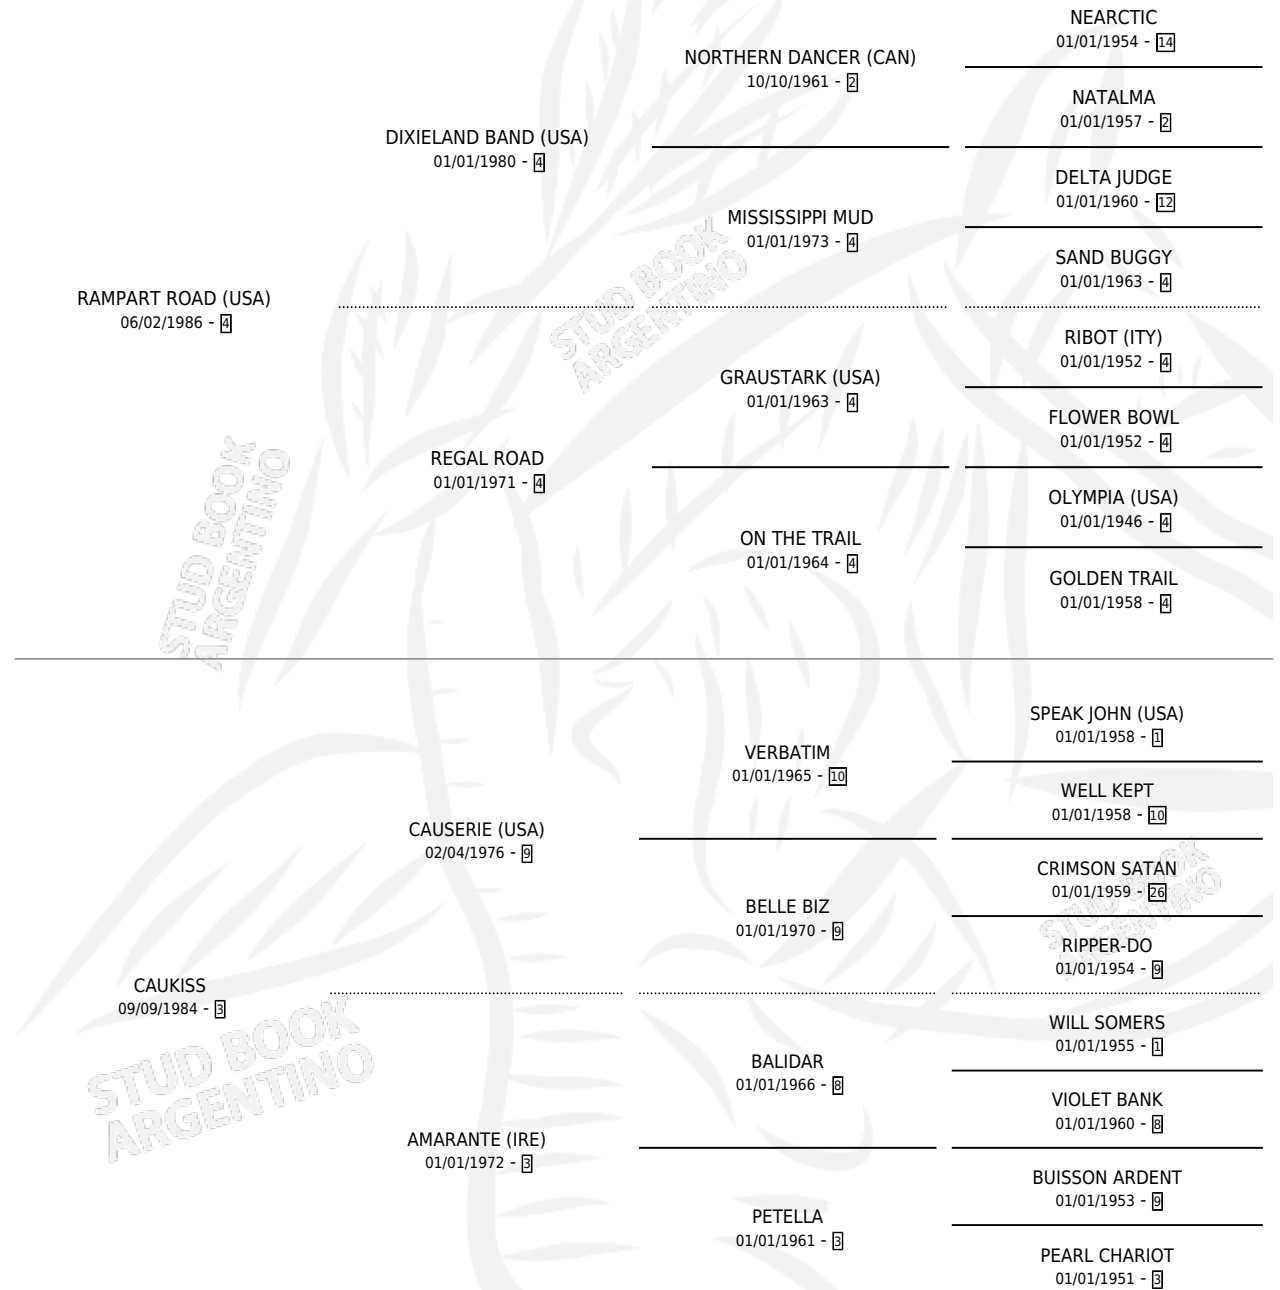 NEARCTIC
01/01/1954 - 14
NORTHERN DANCER (CAN)
10/10/1961 - 2
NATALMA
01/01/1957 - 2
DIXIELAND BAND (USA)
01/01/1980 - 4
DELTA JUDGE
01/01/1960 - 12
MISSISSIPPI MUD
01/01/1973 - 4
SAND BUGGY
01/01/1963 - 4
RAMPART ROAD (USA)
06/02/1986 - 4
STUD BOOK
ARGENTINO
RIBOT (ITY)
01/01/1952 - 4
GRAUSTARK (USA)
01/01/1963 - 4
FLOWER BOWL
01/01/1952 - 4
REGAL ROAD
01/01/1971 - 4
OLYMPIA (USA)
01/01/1946 - 4
ON THE TRAIL
01/01/1964 - 4
GOLDEN TRAIL
01/01/1958 - 4
STUD BOOK
ARGENTINO
SPEAK JOHN (USA)
01/01/1958 - 1
VERBATIM
01/01/1965 - 10
WELL KEPT
01/01/1958 - 10
CAUSERIE (USA)
02/04/1976 - 9
CRIMSON SATAN
01/01/1959 - 26
BELLE BIZ
01/01/1970 - 9
STUD BOOK
ARGENTINO
RIPPER-DO
01/01/1954 - 9
CAUKISS
09/09/1984 - 3
STUD BOOK
ARGENTINO
WILL SOMERS
01/01/1955 - 1
BALIDAR
01/01/1966 - 8
VIOLET BANK
01/01/1960 - 8
AMARANTE (IRE)
01/01/1972 - 3
BUISSON ARDENT
01/01/1953 - 9
PETELLA
01/01/1961 - 3
PEARL CHARIOT
01/01/1951 - 3